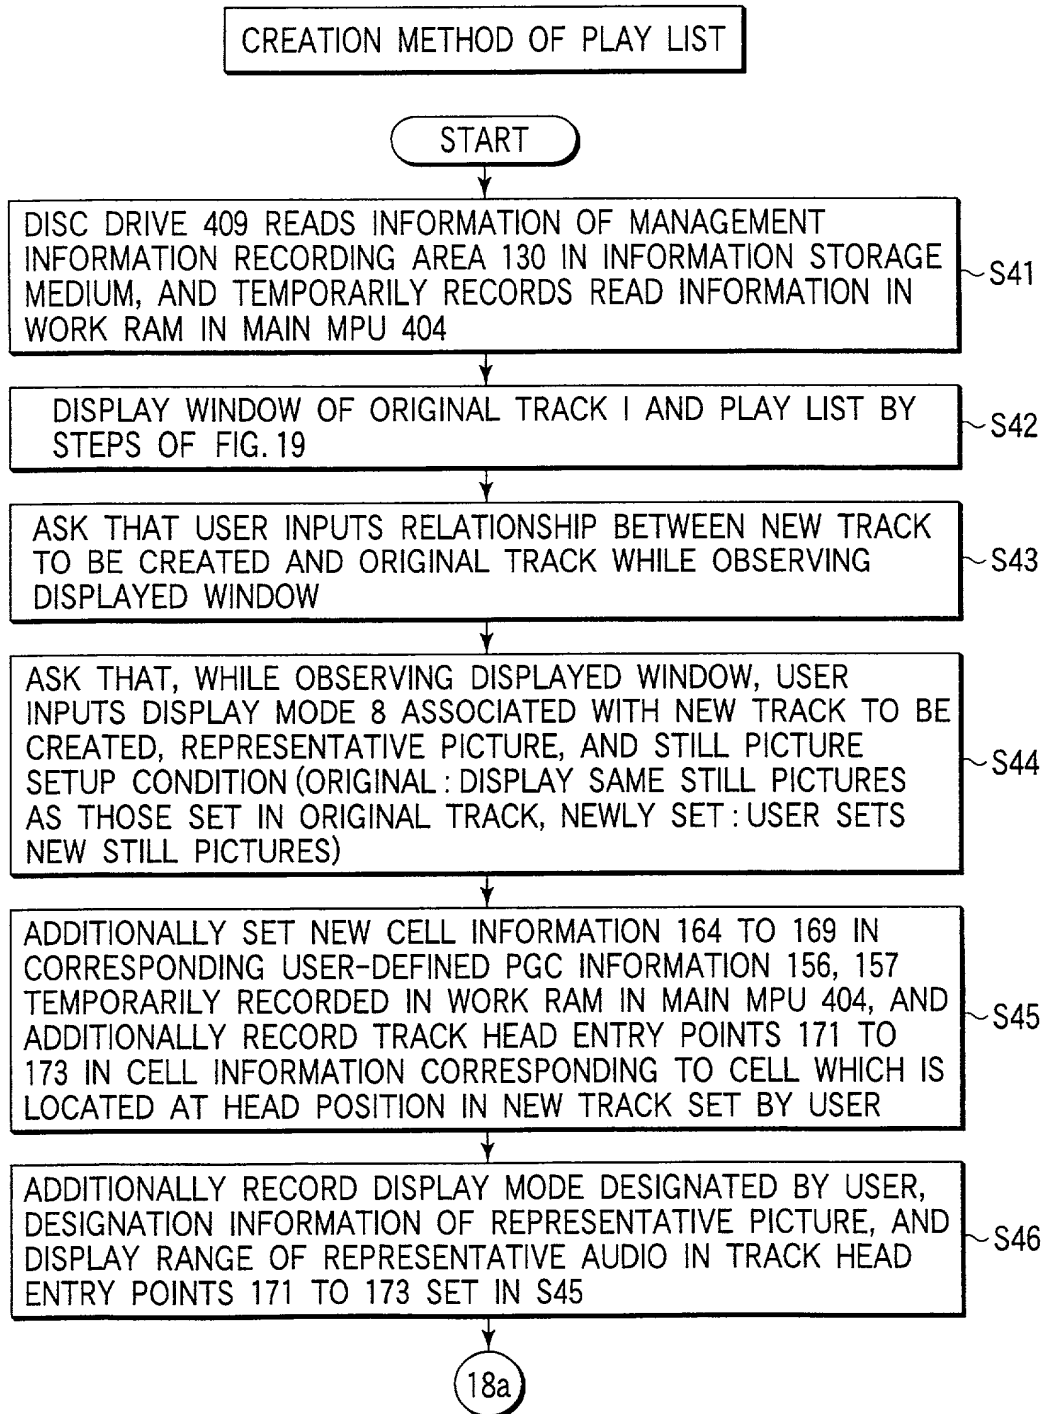 CREATION METHOD OF PLAY LIST
START
DISC DRIVE 409 READS INFORMATION OF MANAGEMENT
INFORMATION RECORDING AREA 130 IN INFORMATION STORAGE
MEDIUM, AND TEMPORARILY RECORDS READ INFORMATION IN
WORK RAM IN MAIN MPU 404
S41
DISPLAY WINDOW OF ORIGINAL TRACK I AND PLAY LIST BY
STEPS OF FIG.19
S42
ASK THAT USER INPUTS RELATIONSHIP BETWEEN NEW TRACK
TO BE CREATED AND ORIGINAL TRACK WHILE OBSERVING
DISPLAYED WINDOW
S43
ASK THAT, WHILE OBSERVING DISPLAYED WINDOW, USER
INPUTS DISPLAY MODE 8 ASSOCIATED WITH NEW TRACK TO BE
CREATED, REPRESENTATIVE PICTURE, AND STILL PICTURE
SETUP CONDITION (ORIGINAL : DISPLAY SAME STILL PICTURES
AS THOSE SET IN ORIGINAL TRACK, NEWLY SET : USER SETS
NEW STILL PICTURES)
S44
ADDITIONALLY SET NEW CELL INFORMATION 164 TO 169 IN
CORRESPONDING USER-DEFINED PGC INFORMATION 156, 157
TEMPORARILY RECORDED IN WORK RAM IN MAIN MPU 404, AND
ADDITIONALLY RECORD TRACK HEAD ENTRY POINTS 171 TO
173 IN CELL INFORMATION CORRESPONDING TO CELL WHICH IS
LOCATED AT HEAD POSITION IN NEW TRACK SET BY USER
S45
ADDITIONALLY RECORD DISPLAY MODE DESIGNATED BY USER,
DESIGNATION INFORMATION OF REPRESENTATIVE PICTURE, AND
DISPLAY RANGE OF REPRESENTATIVE AUDIO IN TRACK HEAD
ENTRY POINTS 171 TO 173 SET IN S45
S46
18a